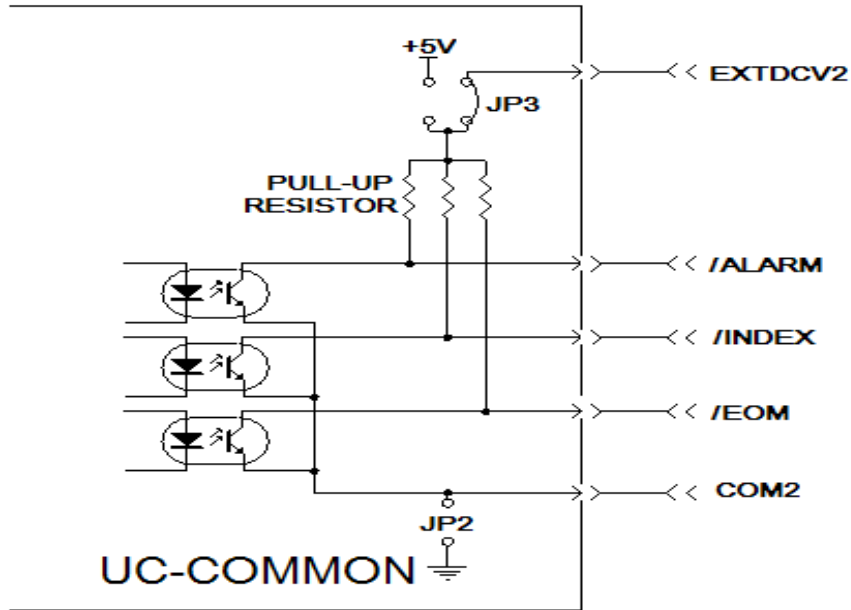 +5V
EXTDCV2
JP3
PULL-UP
RESISTOR
/ALARM
/INDEX
/EOM
COM2
JP2
UC-COMMON